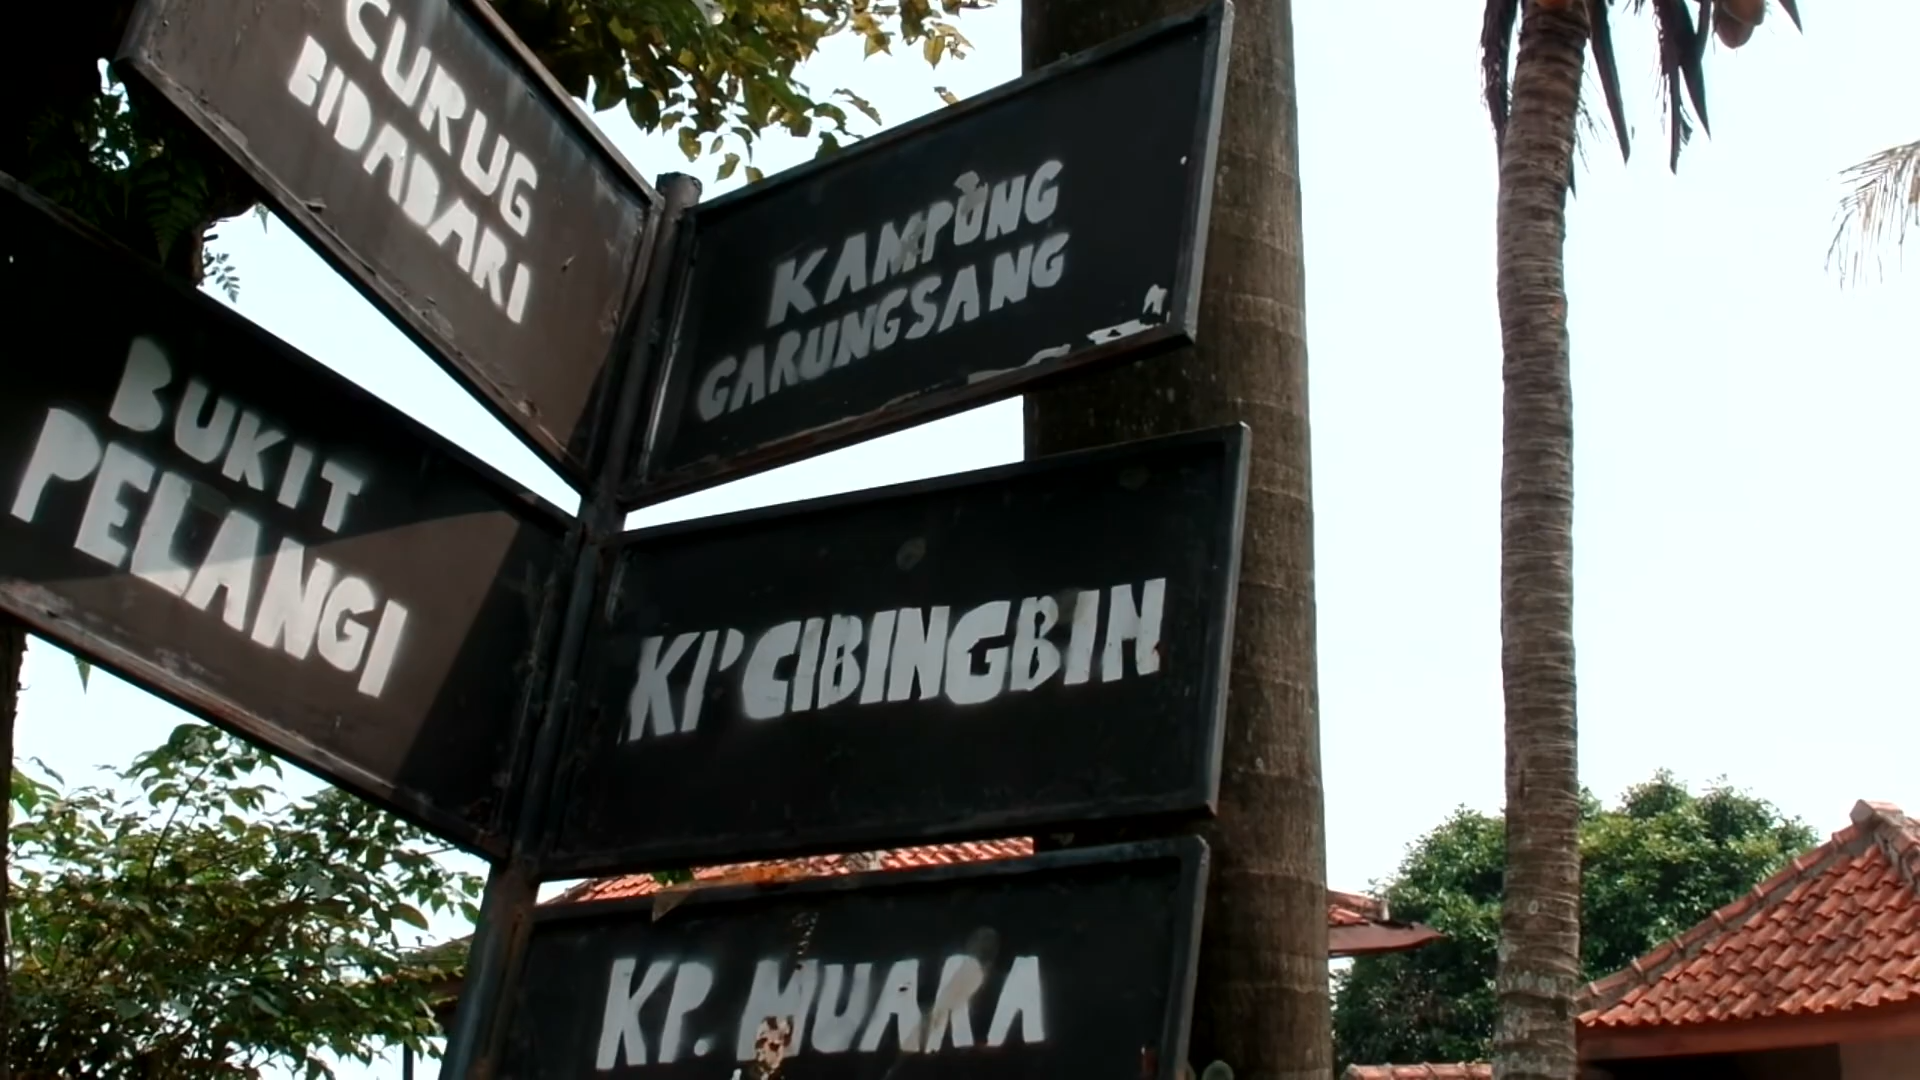 CURUG
BIDADARI
BUKIT
PELANGI
KAMPUNG
GARUNGSANG
KP CIBINGBIN
KP. MUARA